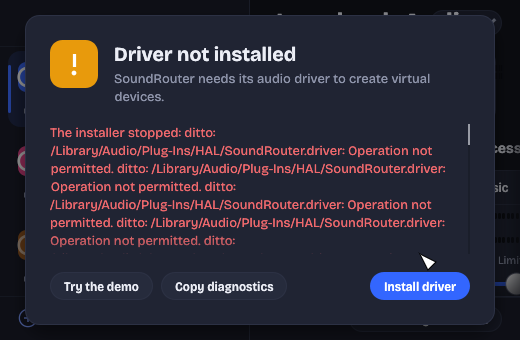 Driver not installed
SoundRouter needs its audio driver to create virtual
devices.
The installer stopped: ditto:
/Library/Audio/Plug-Ins/HAL/SoundRouter.driver: Operation not
permitted. ditto: /Library/Audio/Plug-Ins/HAL/SoundRouter.driver:
Operation not permitted. ditto:
/Library/Audio/Plug-Ins/HAL/SoundRouter.driver: Operation not
permitted. ditto: /Library/Audio/Plug-Ins/HAL/SoundRouter.driver:
Operation not permitted. ditto:
Try the demo
Copy diagnostics
Install driver